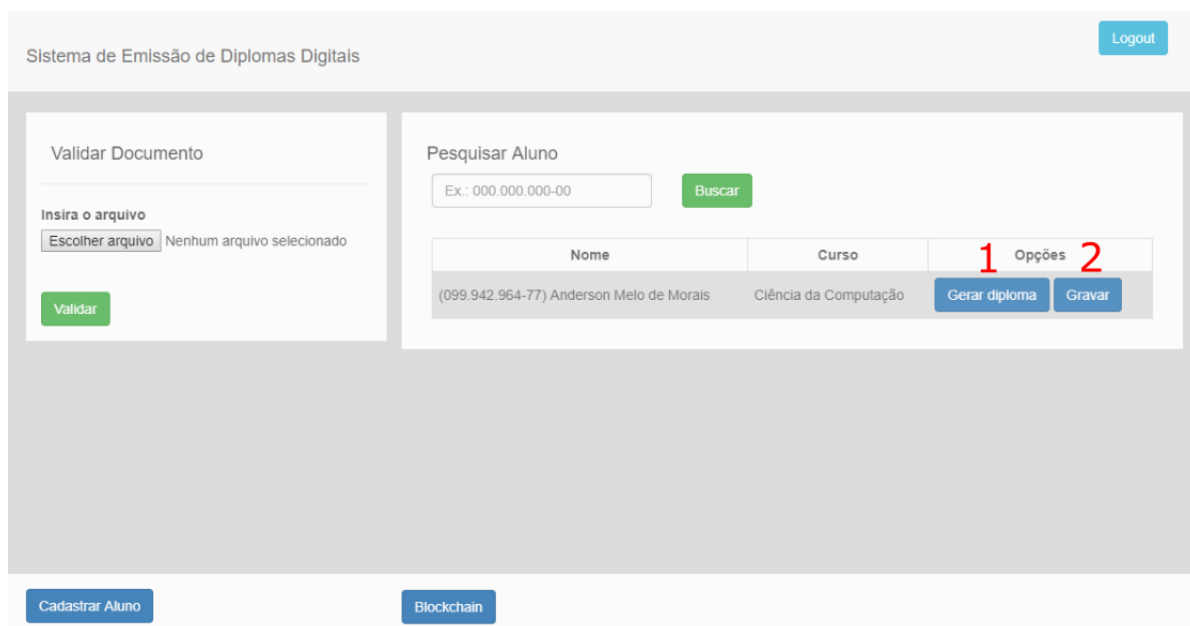 Sistema de Emissão de Diplomas Digitais
Logout
Validar Documento
Insira o arquivo
Escolher arquivo Nenhum arquivo selecionado
Validar
Pesquisar Aluno
Ex.: 000.000.000-00 Buscar
Nome Curso 1 Opções 2
(099.942.964-77) Anderson Melo de Morais Ciência da Computação Gerar diploma Gravar
Cadastrar Aluno Blockchain